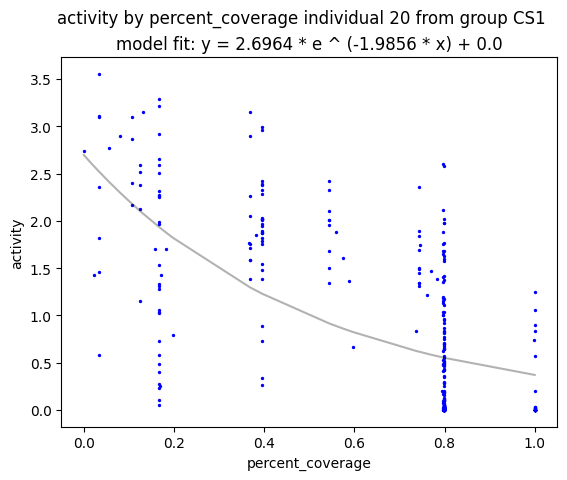 activity by percent_coverage individual 20 from group CS1
model fit: y = 2.6964 * e ^ (-1.9856 * x) + 0.0
3.5
3.0
2.5
2.0
1.5
1.0
0.5
0.0
activity
0.0 0.2 0.4 0.6 0.8 1.0
percent_coverage